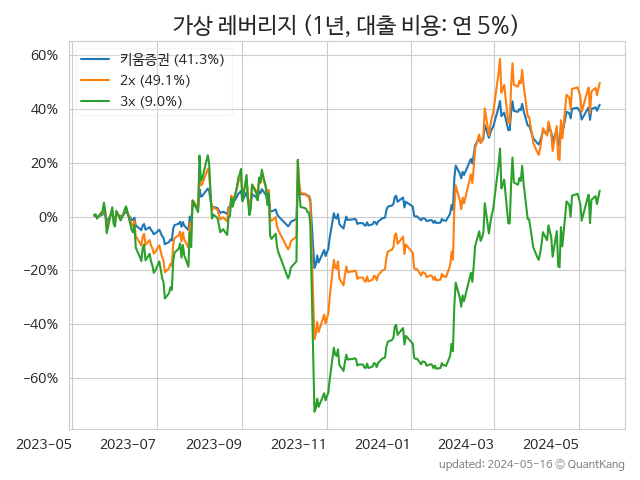 가상 레버리지 (1년, 대출 비용: 연 5%)
키움증권 (41.3%)
2x (49.1%)
3x (9.0%)
60%
40%
20%
0%
−20%
−40%
−60%
2023-05
2023-07
2023-09
2023-11
2024-01
2024-03
2024-05
updated: 2024-05-16 © QuantKang